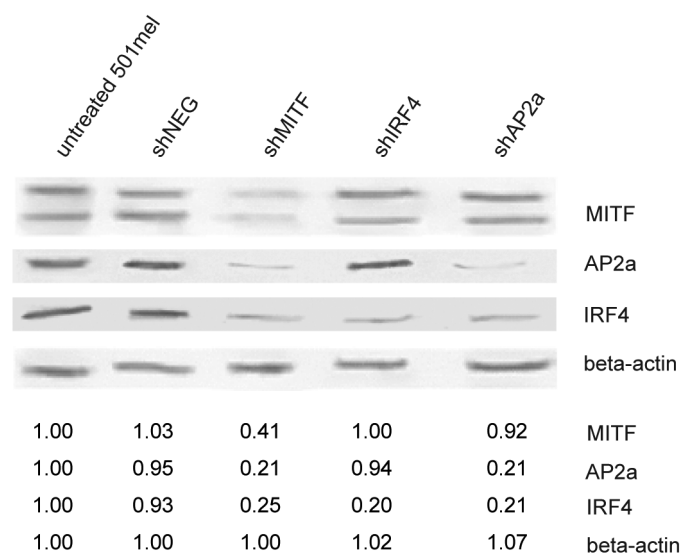 untreated 501mel
shNEG
shMITF
shIRF4
shAP2a
MITF
AP2a
IRF4
beta-actin
1.00 1.03 0.41 1.00 0.92 MITF
1.00 0.95 0.21 0.94 0.21 AP2a
1.00 0.93 0.25 0.20 0.21 IRF4
1.00 1.00 1.00 1.02 1.07 beta-actin